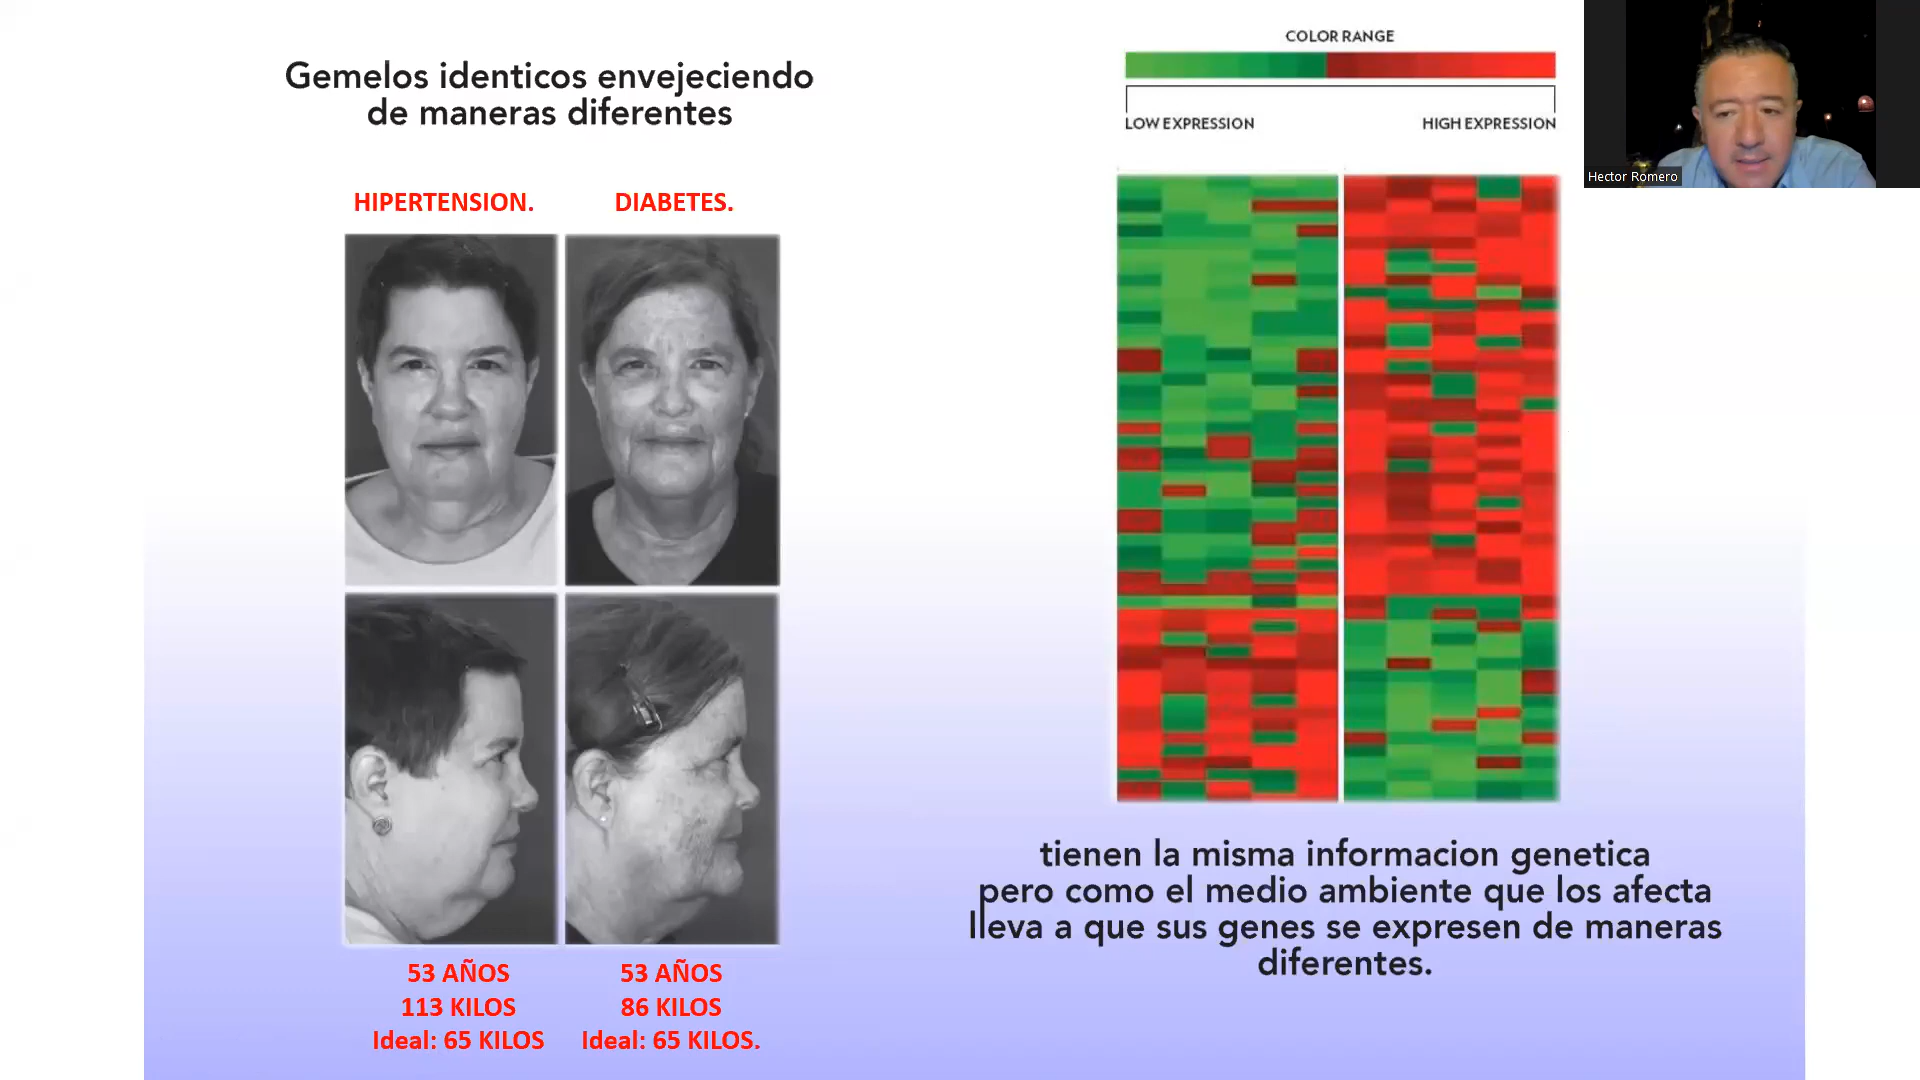 Gemelos identicos envejeciendo
de maneras diferentes
HIPERTENSION.
DIABETES.
53 AÑOS
113 KILOS
Ideal: 65 KILOS
53 AÑOS
86 KILOS
Ideal: 65 KILOS.
COLOR RANGE
LOW EXPRESSION
HIGH EXPRESSION
tienen la misma informacion genetica
pero como el medio ambiente que los afecta
lleva a que sus genes se expresen de maneras
diferentes.
Hector Romero